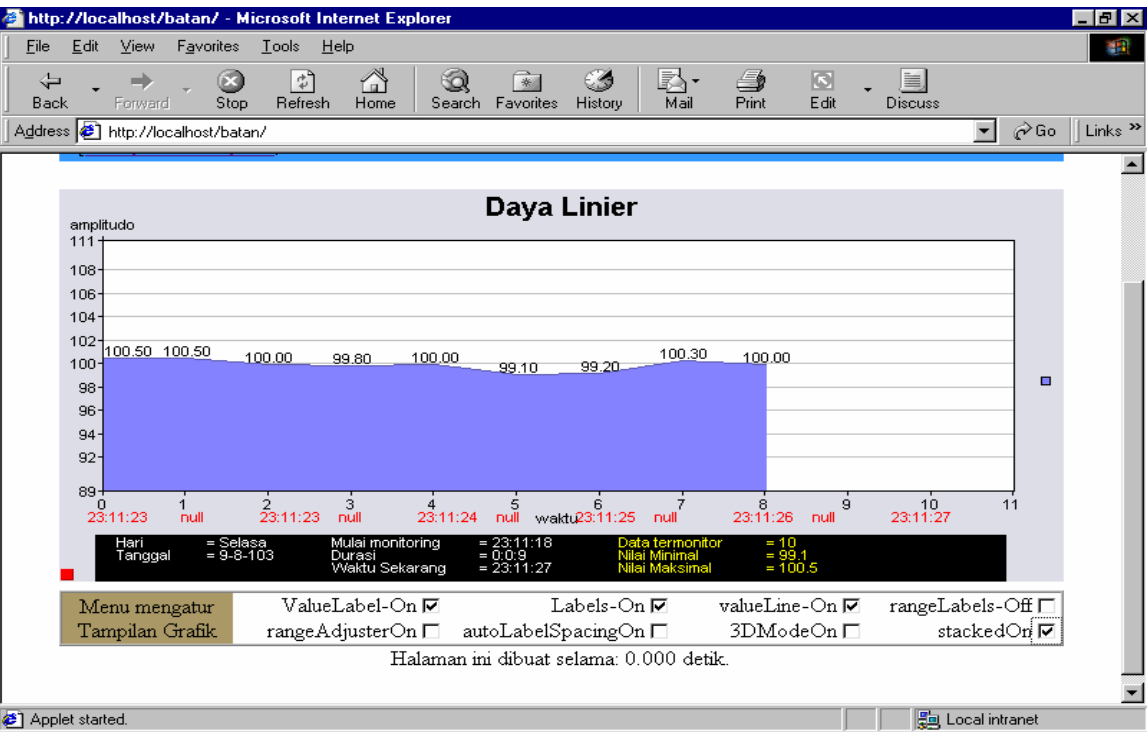 http://localhost/batan/ - Microsoft Internet Explorer
File Edit View Favorites Tools Help
Back Forward Stop Refresh Home Search Favorites History Mail Print Edit Discuss
Address http://localhost/batan/ Go Links »
Daya Linier
amplitudo
111
108
106
104
102
100
98
96
94
92
89
100.50 100.50 100.00 99.80 100.00 99.10 99.20 100.30 100.00
0 1 2 3 4 5 6 7 8 9 10 11
23:11:23 null 23:11:23 null 23:11:24 null waktu 23:11:25 null 23:11:26 null 23:11:27
Hari = Selasa Mulai monitoring = 23:11:18 Data termonitor = 10
Tanggal = 9-8-103 Durasi = 0:0:9 Nilai Minimal = 99.1
Waktu Sekarang = 23:11:27 Nilai Maksimal = 100.5
Menu mengatur ValueLabel-On Labels-On valueLine-On rangeLabels-Off
Tampilan Grafik rangeAdjusterOn autoLabelSpacingOn 3DModeOn stackedOn
Halaman ini dibuat selama: 0.000 detik.
Applet started. Local intranet